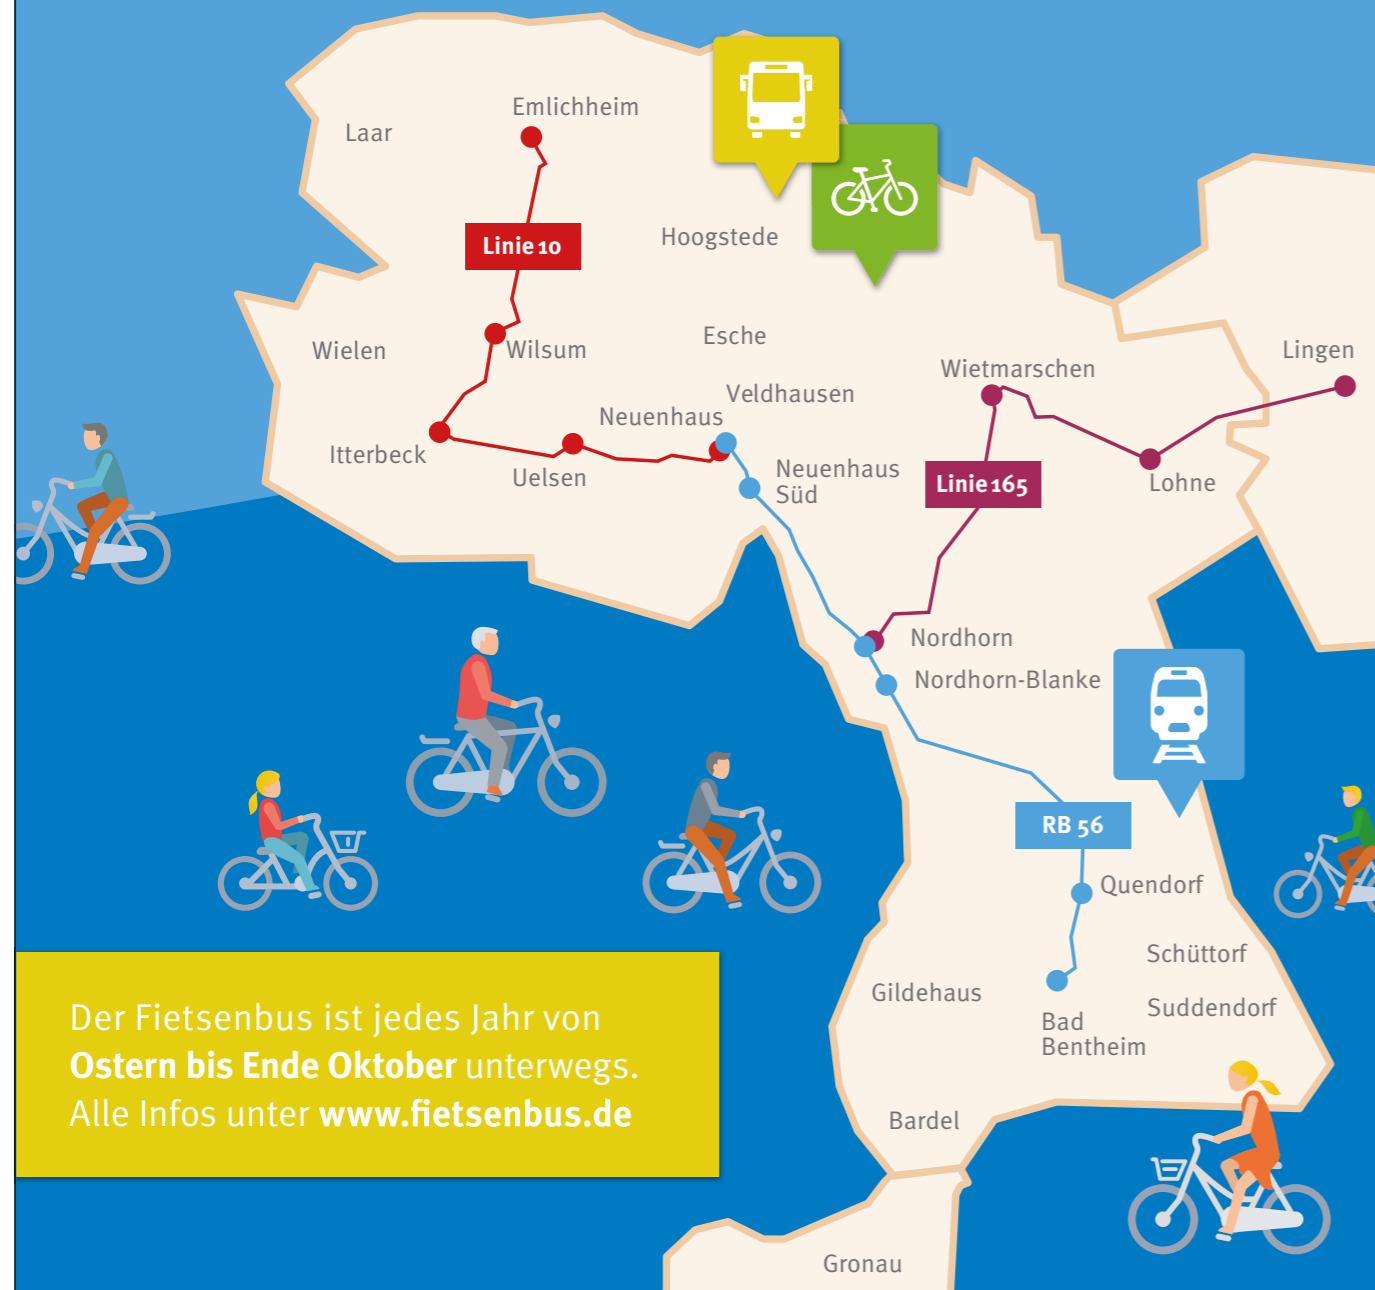 Emlichheim
Laar
Linie 10
Hoogstede
Esche
Wielen
Wilsum
Lingen
Wietmarschen
Veldhausen
Neuenhaus
Itterbeck
Uelsen
Neuenhaus
Süd
Linie 165
Lohne
Nordhorn
Nordhorn-Blanke
RB 56
Quendorf
Schüttorf
Gildehaus
Suddendorf
Bad
Bentheim
Bardel
Gronau
Der Fietsenbus ist jedes Jahr von
Ostern bis Ende Oktober unterwegs.
Alle Infos unter www.fietsenbus.de